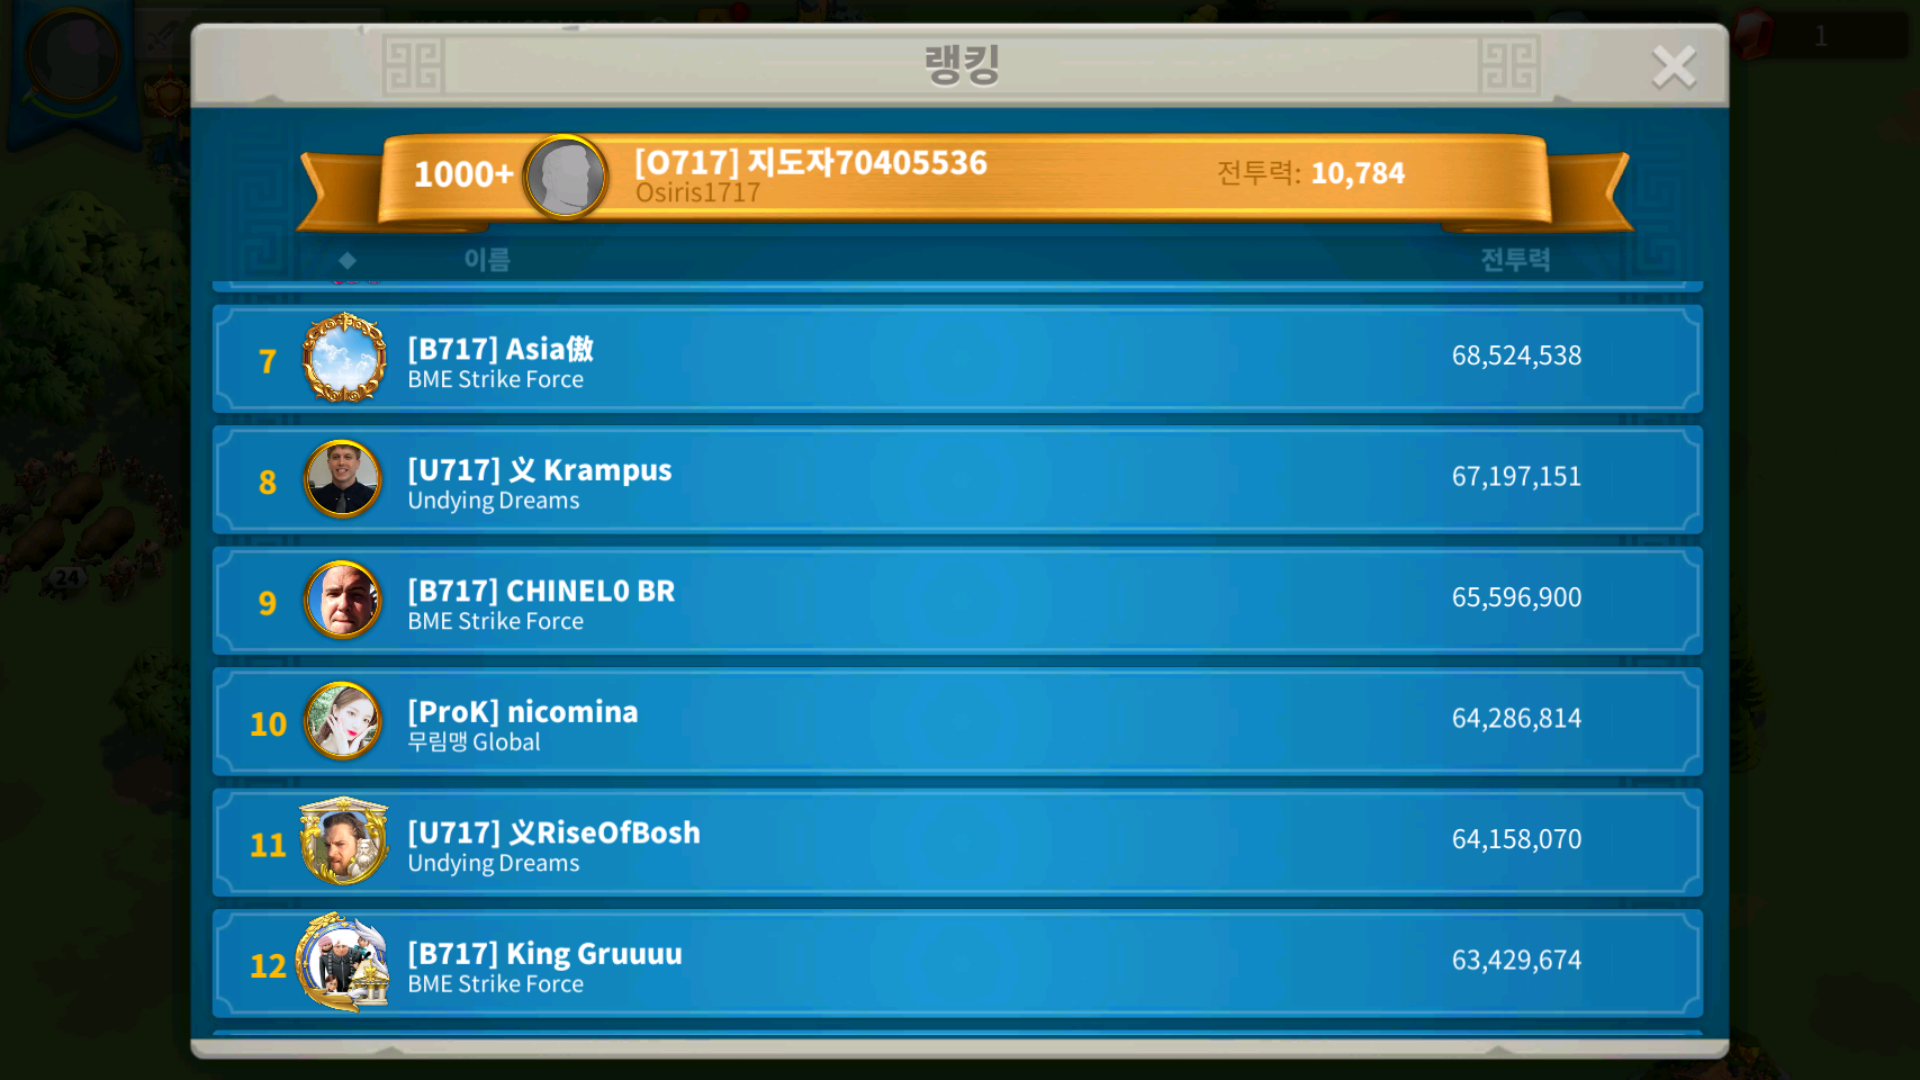 1
랭킹
1000+
[O717] 지도자70405536
Osiris1717
전투력: 10,784
이름
전투력
7
[B717] Asia傲
BME Strike Force
68,524,538
8
[U717] 义 Krampus
Undying Dreams
67,197,151
9
[B717] CHINEL0 BR
BME Strike Force
65,596,900
10
[ProK] nicomina
무림맹 Global
64,286,814
11
[U717] 义RiseOfBosh
Undying Dreams
64,158,070
12
[B717] King Gruuuu
BME Strike Force
63,429,674
24